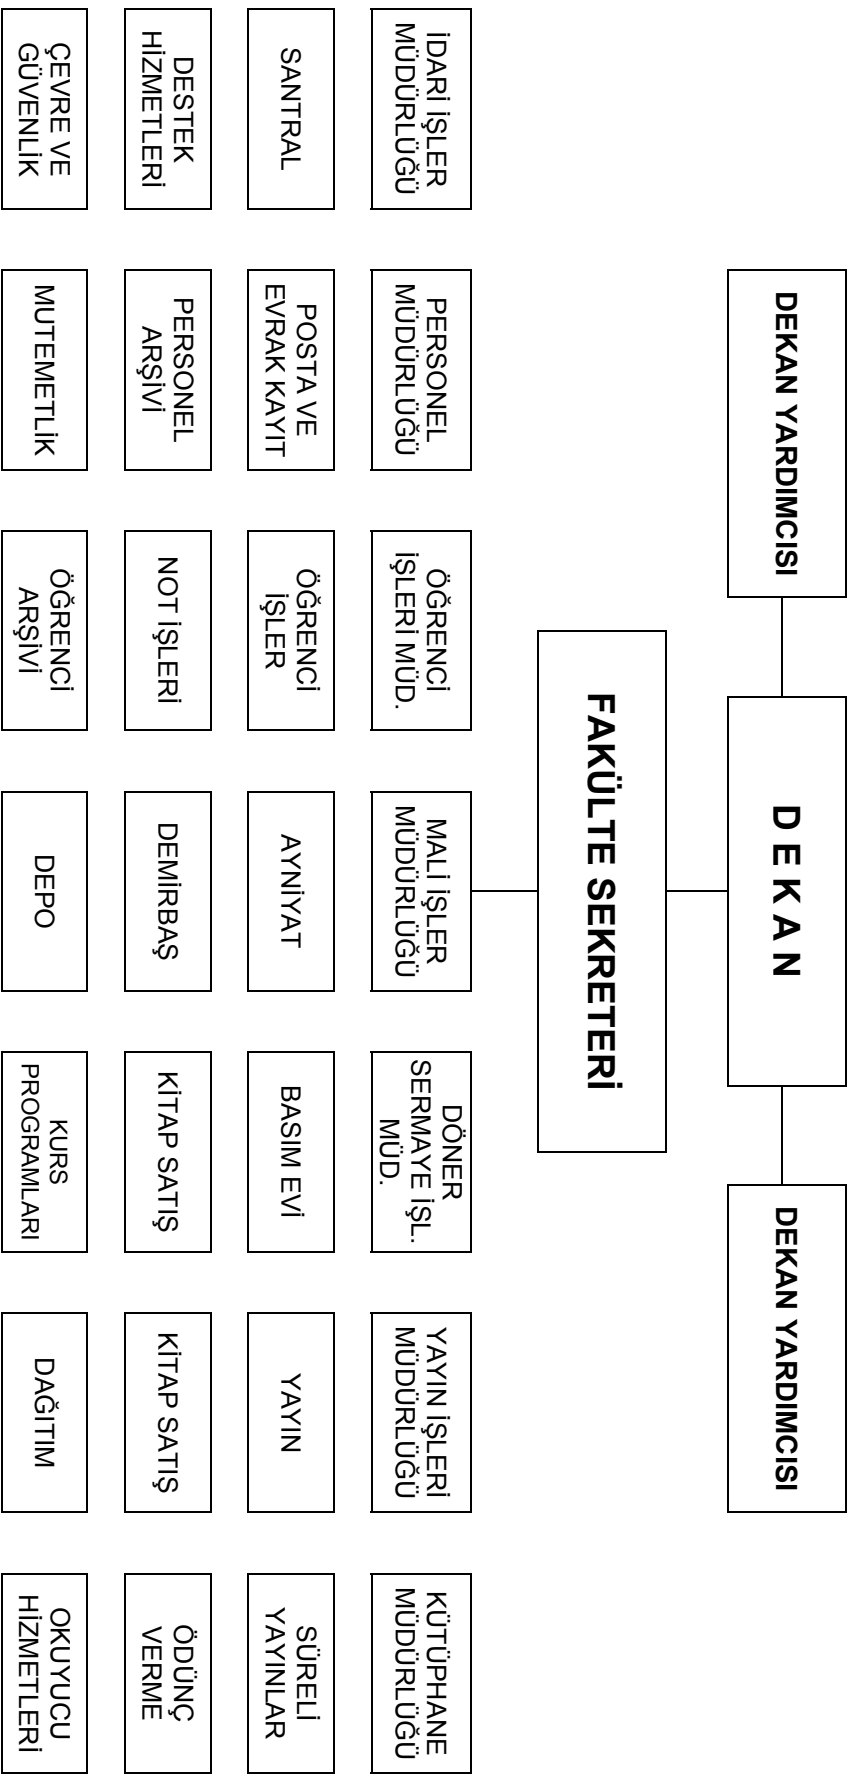 DEKAN YARDIMCISI
D E K A N
DEKAN YARDIMCISI
FAKÜLTE SEKRETERİ
İDARİ İŞLER
MÜDÜRLÜĞÜ
PERSONEL
MÜDÜRLÜĞÜ
ÖĞRENCİ
İŞLERİ MÜD.
MALİ İŞLER
MÜDÜRLÜĞÜ
DÖNER
SERMAYE İŞL.
MÜD.
YAYIN İŞLERİ
MÜDÜRLÜĞÜ
KÜTÜPHANE
MÜDÜRLÜĞÜ
SANTRAL
POSTA VE
EVRAK KAYIT
ÖĞRENCİ
İŞLER
AYNİYAT
BASIM EVİ
YAYIN
SÜRELİ
YAYINLAR
DESTEK
HİZMETLERİ
PERSONEL
ARŞİVİ
NOT İŞLERİ
DEMİRBAŞ
KİTAP SATIŞ
KİTAP SATIŞ
ÖDÜNÇ
VERME
ÇEVRE VE
GÜVENLİK
MUTEMETLİK
ÖĞRENCİ
ARŞİVİ
DEPO
KURS
PROGRAMLARI
DAĞITIM
OKUYUCU
HİZMETLERİ